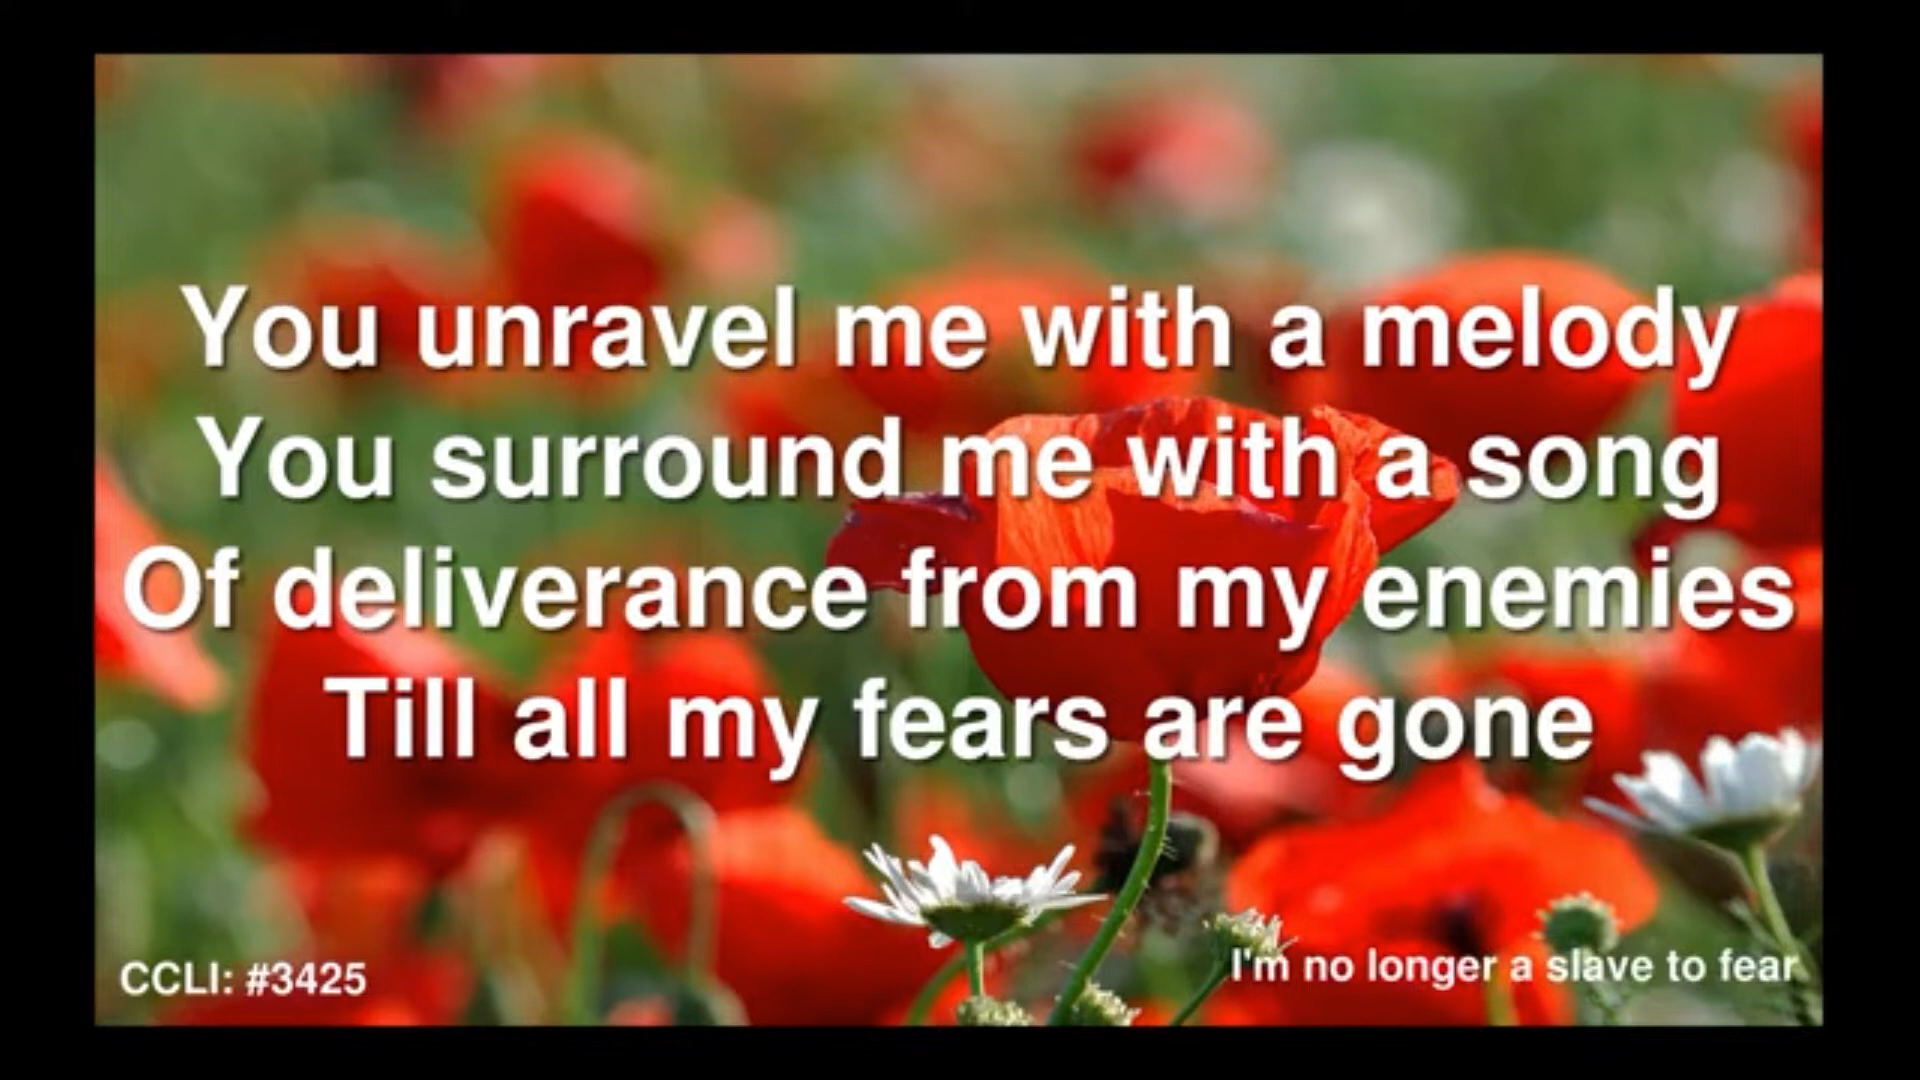 You unravel me with a melody
You surround me with a song
Of deliverance from my enemies
Till all my fears are gone
CCLI: #3425
I'm no longer a slave to fear